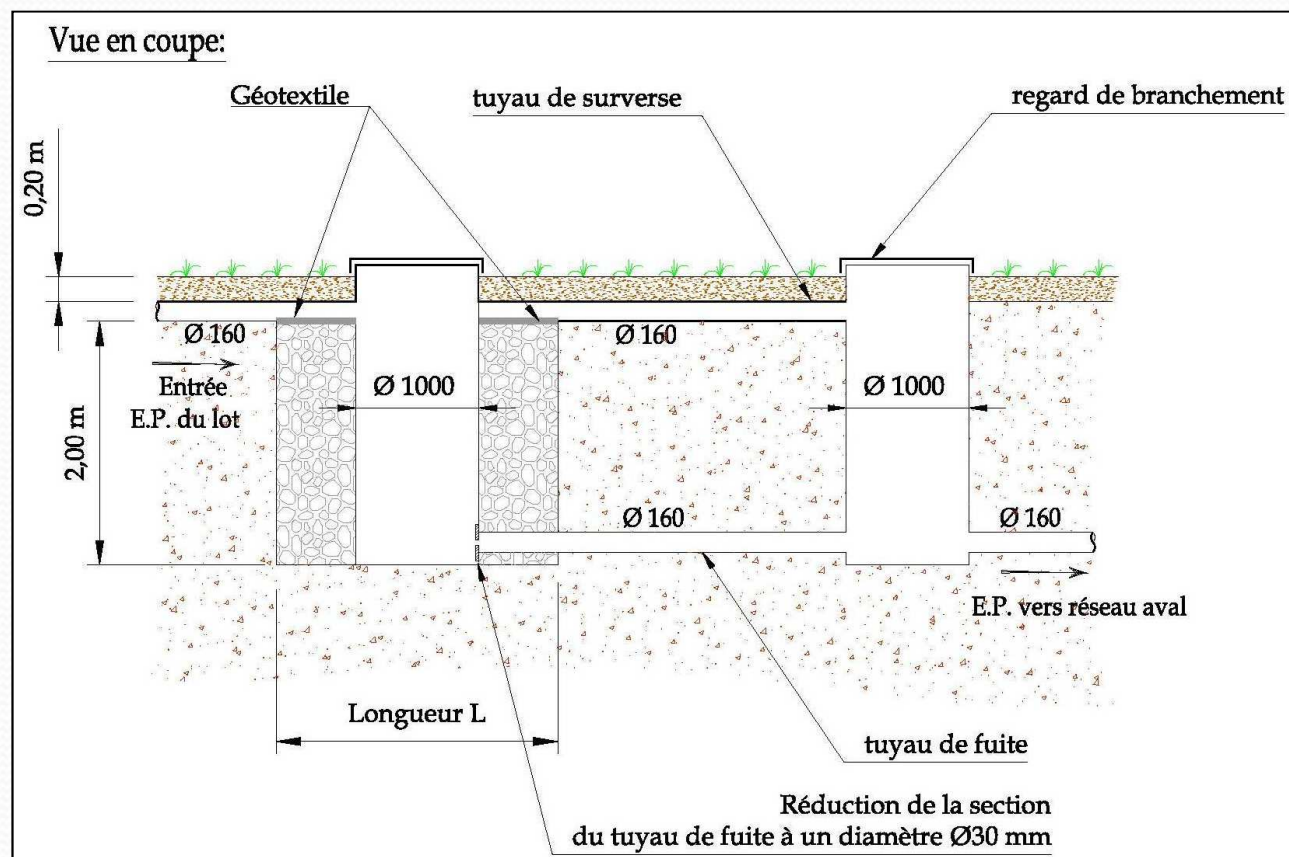 Vue en coupe:
Géotextile
tuyau de surverse
regard de branchement
0,20 m
Ø 160
Ø 160
Entrée
E.P. du lot
Ø 1000
Ø 1000
2,00 m
Ø 160
Ø 160
E.P. vers réseau aval
Longueur L
tuyau de fuite
Réduction de la section
du tuyau de fuite à un diamètre Ø30 mm